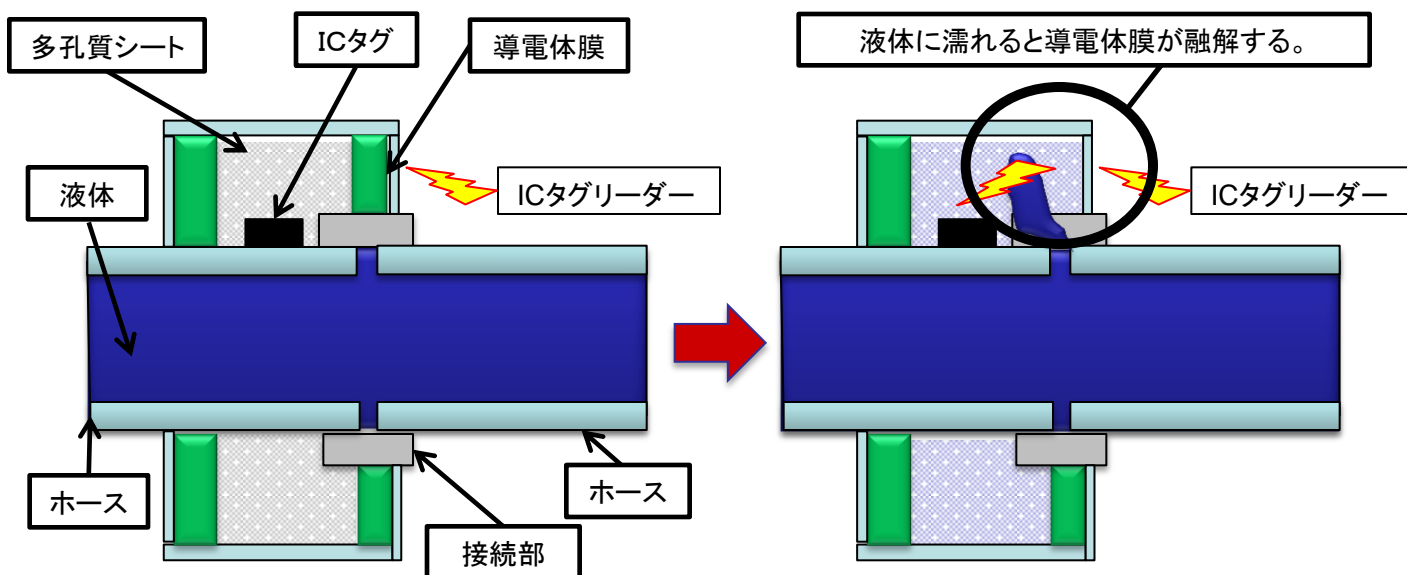 多孔質シート
ICタグ
導電体膜
液体
ICタグリーダー
ホース
ホース
接続部
液体に濡れると導電体膜が融解する。
ICタグリーダー